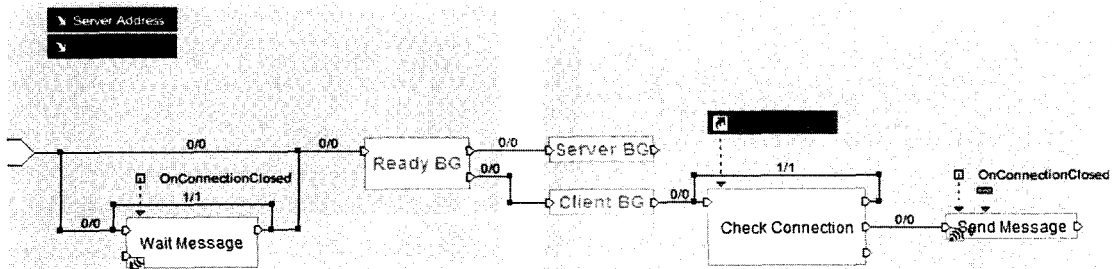 Server Address
0/0
0/0
0/0
Ready BG
Server BG
0/0
OnConnectionClosed
1/1
0/0
Wait Message
Client BG
0/0
1/1
Check Connection
0/0
OnConnectionClosed
Send Message